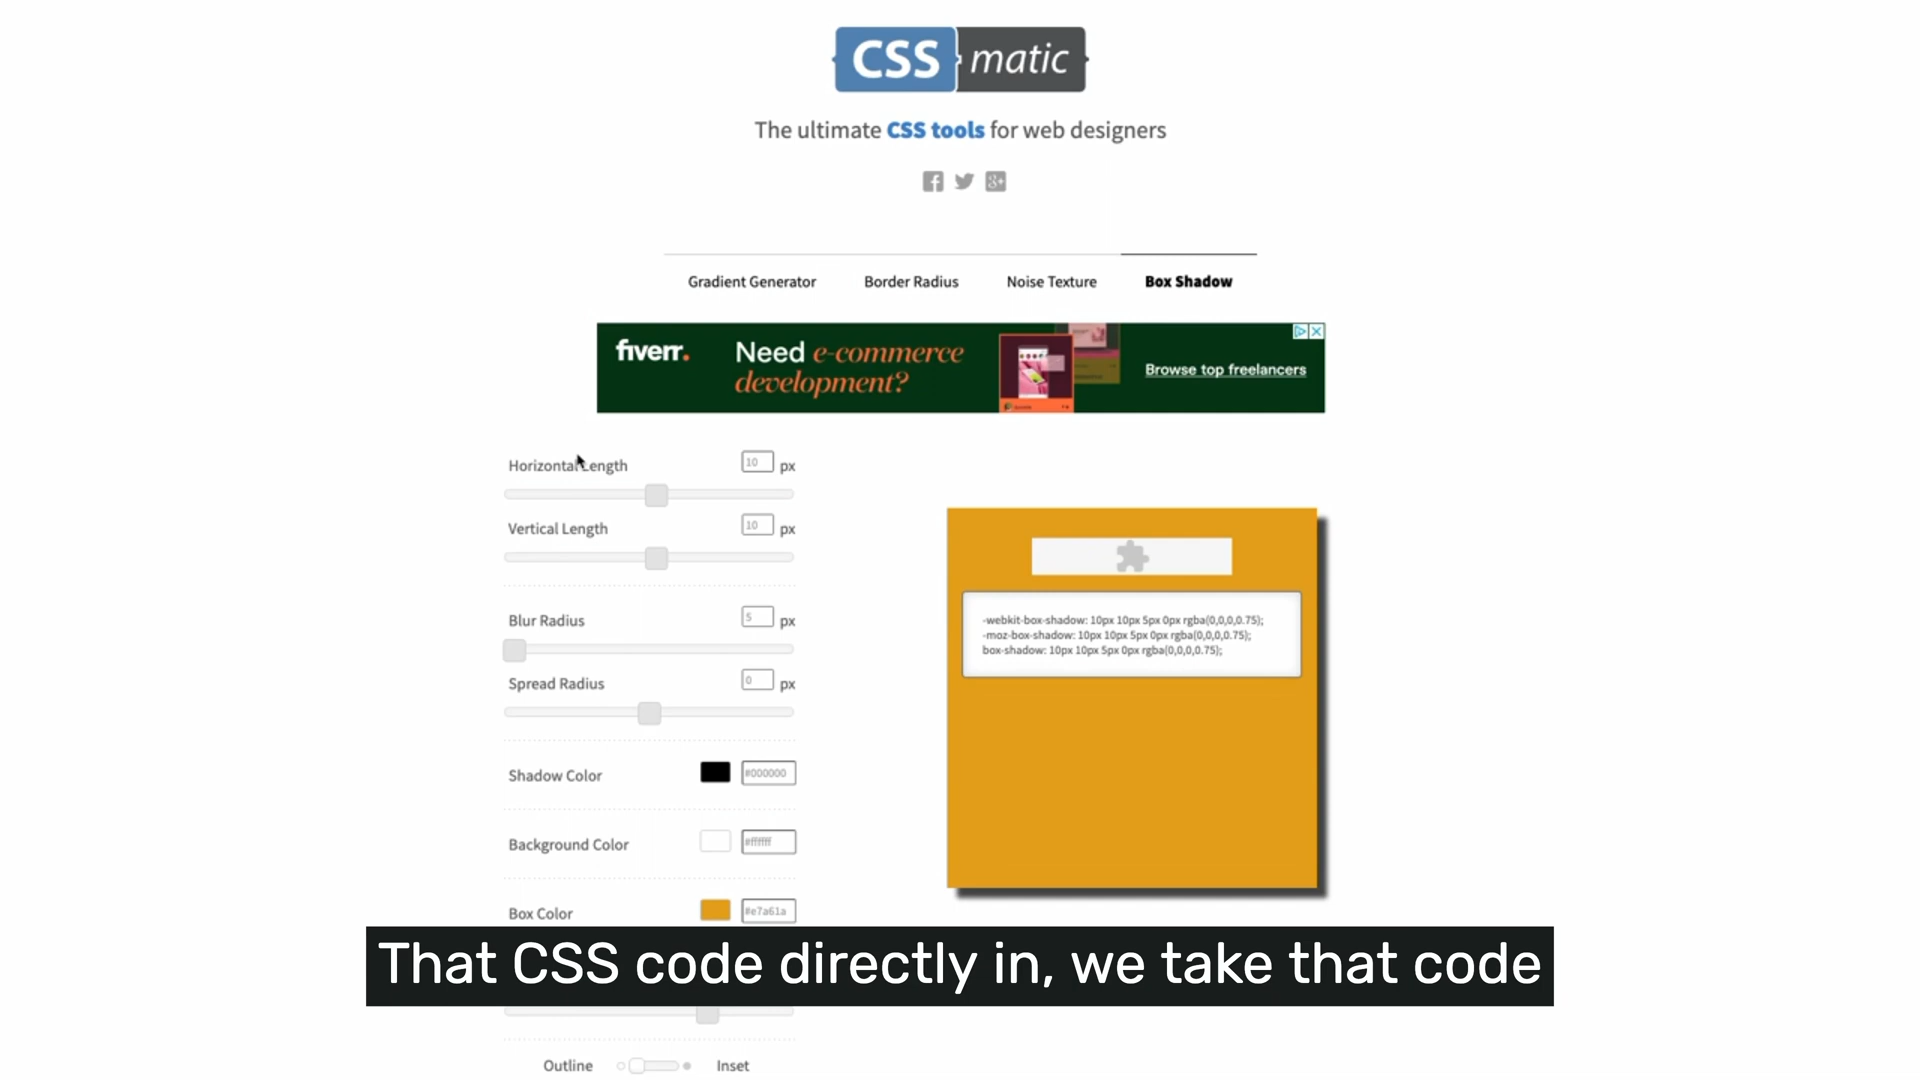 CSS matic
The ultimate CSS tools for web designers
Gradient Generator
Border Radius
Noise Texture
Box Shadow
fiverr.
Need e-commerce
development?
Browse top freelancers
Horizontal Length
10 px
Vertical Length
10 px
Blur Radius
5 px
Spread Radius
0 px
Shadow Color
#000000
Background Color
#ffffff
Box Color
#e7a61a
-webkit-box-shadow: 10px 10px 5px 0px rgba(0,0,0,0.75);
-moz-box-shadow: 10px 10px 5px 0px rgba(0,0,0,0.75);
box-shadow: 10px 10px 5px 0px rgba(0,0,0,0.75);
That CSS code directly in, we take that code
Outline
Inset